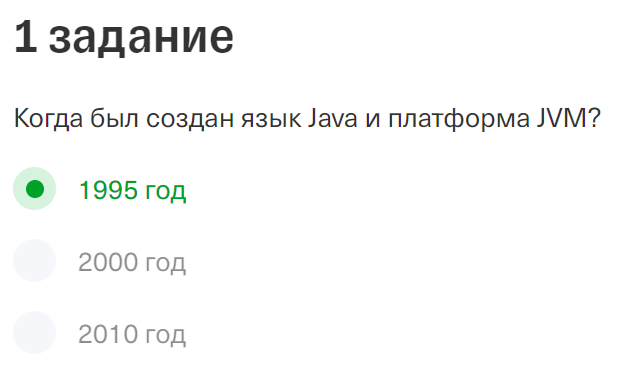 1 задание
Когда был создан язык Java и платформа JVM?
1995 год
2000 год
2010 год